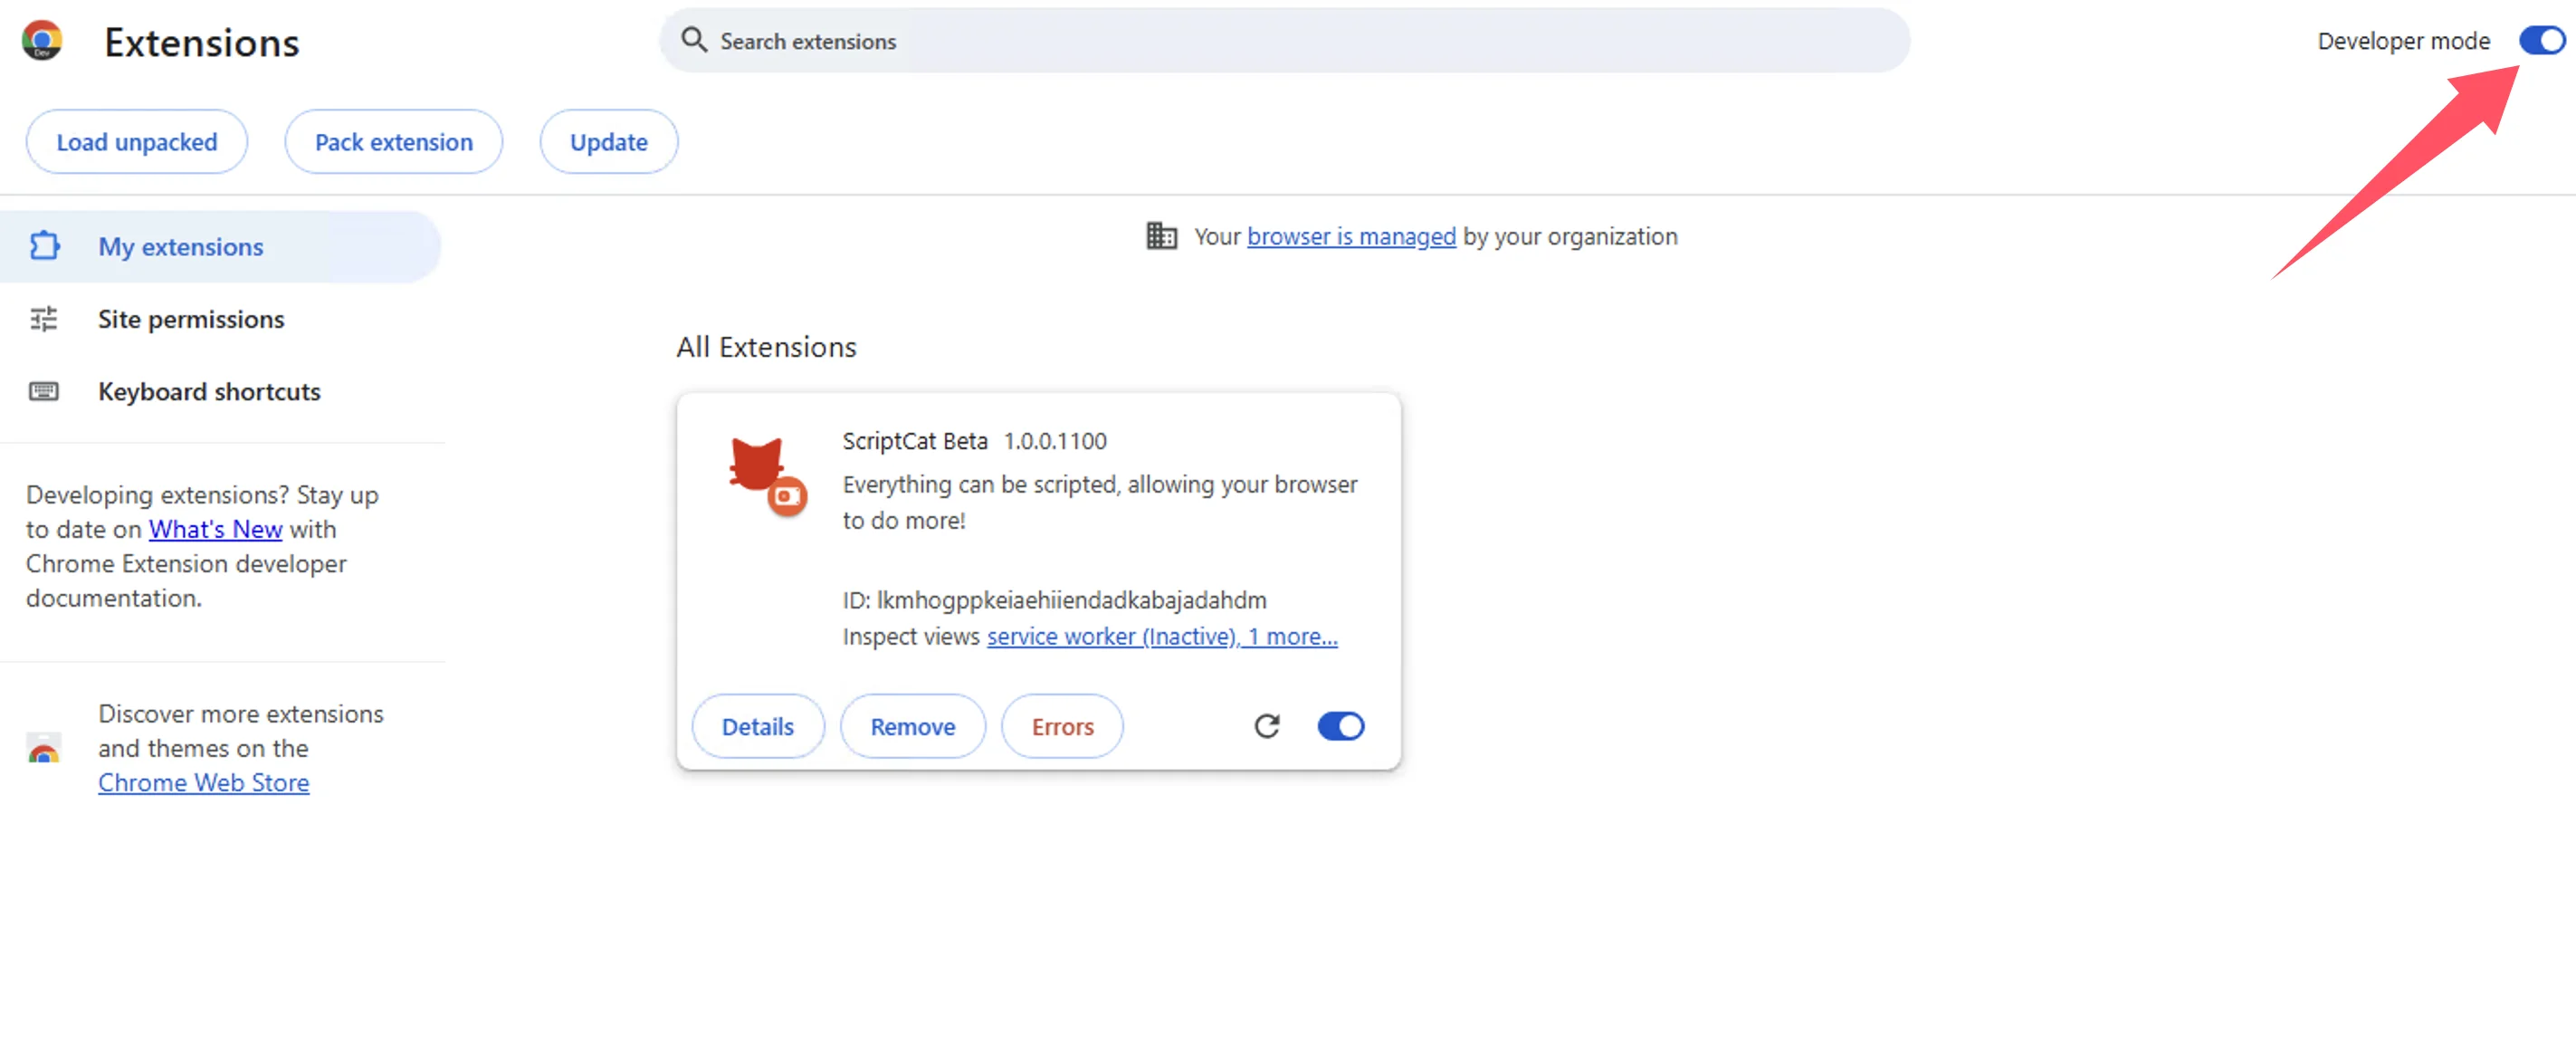 Dev
Extensions
Search extensions
Developer mode
Load unpacked
Pack extension
Update
My extensions
Site permissions
Keyboard shortcuts
Developing extensions? Stay up
to date on What's New with
Chrome Extension developer
documentation.
Discover more extensions
and themes on the
Chrome Web Store
Your browser is managed by your organization
All Extensions
ScriptCat Beta 1.0.0.1100
Everything can be scripted, allowing your browser
to do more!
ID: lkmhogppkeiaehiiendadkabajadahdm
Inspect views service worker (Inactive), 1 more...
Details
Remove
Errors